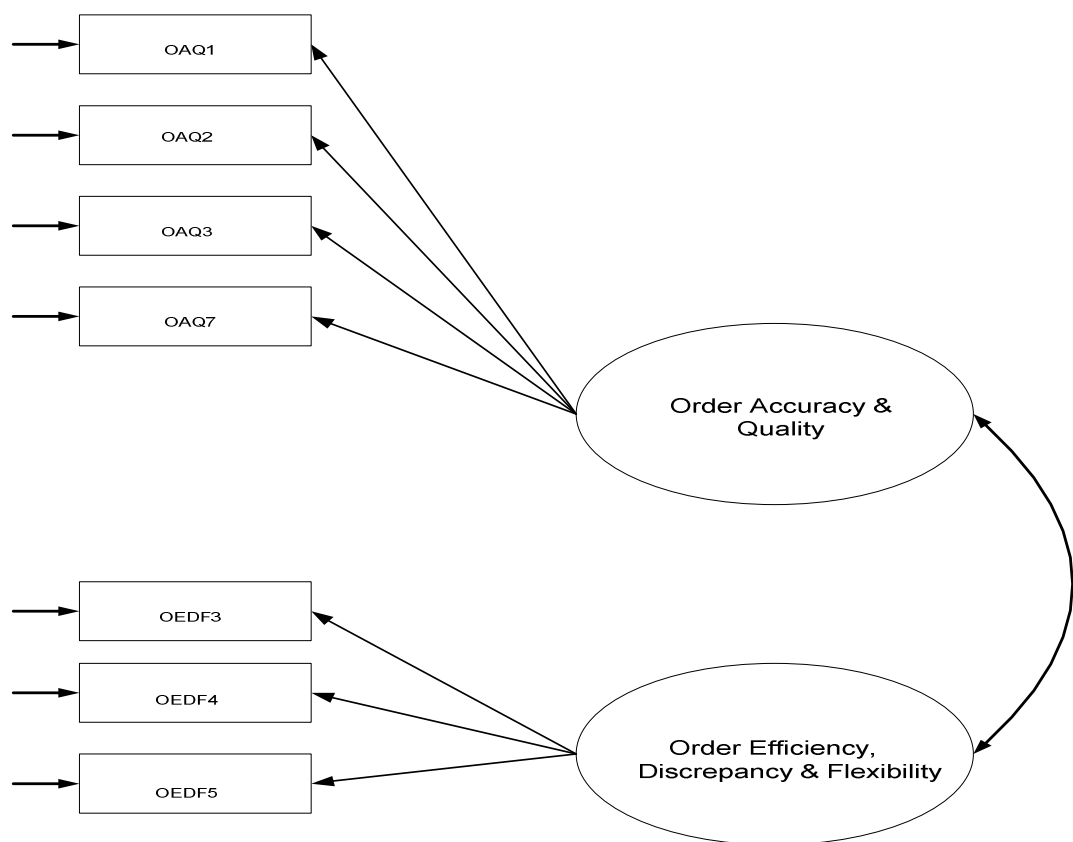 OAQ1
OAQ2
OAQ3
OAQ7
Order Accuracy &
Quality
OEDF3
OEDF4
OEDF5
Order Efficiency,
Discrepancy & Flexibility